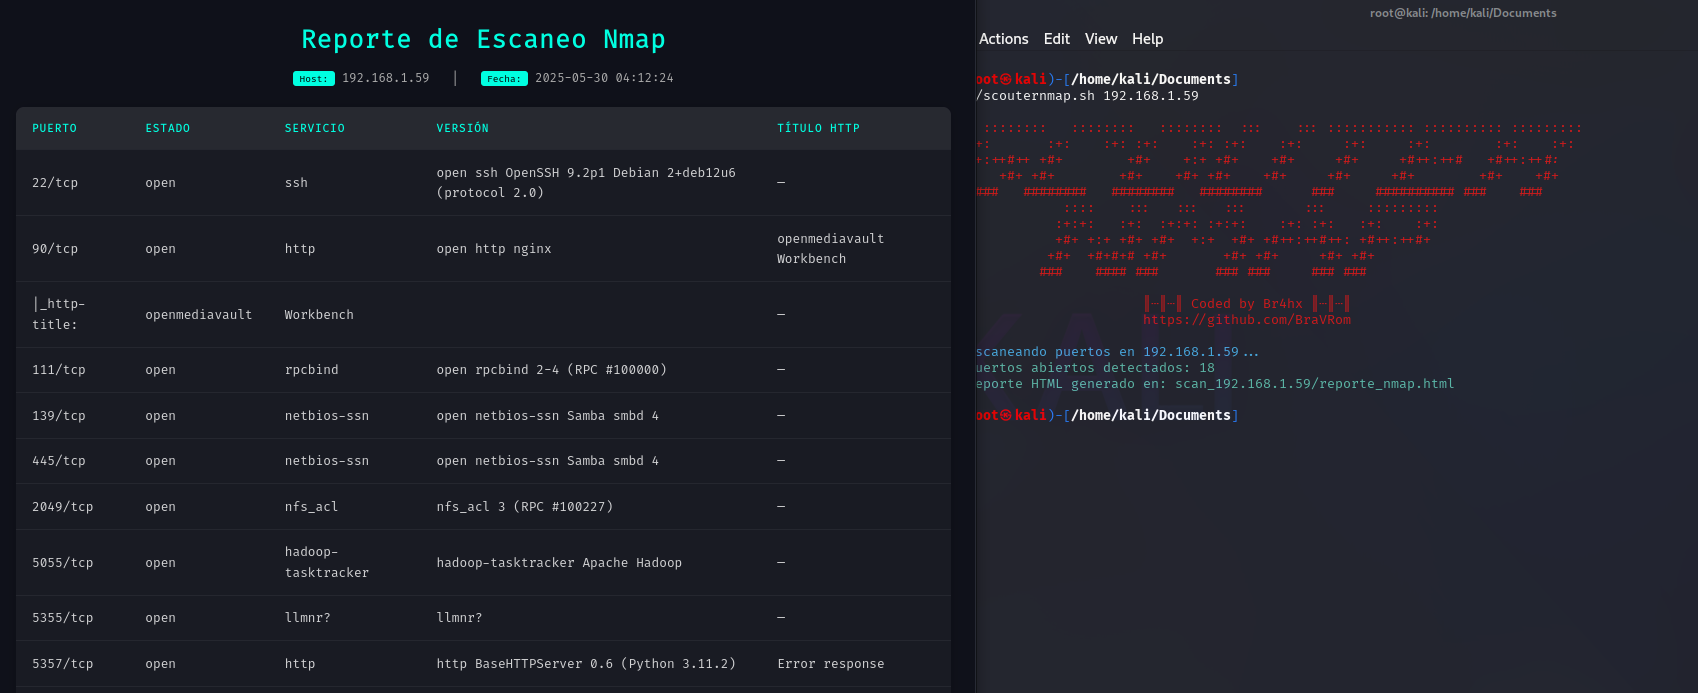 Reporte de Escaneo Nmap
Host: 192.168.1.59 | Fecha: 2025-05-30 04:12:24
PUERTO ESTADO SERVICIO VERSIÓN TÍTULO HTTP
22/tcp open ssh open ssh OpenSSH 9.2p1 Debian 2+deb12u6 (protocol 2.0) —
90/tcp open http open http nginx openmediavault Workbench
|_http-title: openmediavault Workbench —
111/tcp open rpcbind open rpcbind 2-4 (RPC #100000) —
139/tcp open netbios-ssn open netbios-ssn Samba smbd 4 —
445/tcp open netbios-ssn open netbios-ssn Samba smbd 4 —
2049/tcp open nfs_acl nfs_acl 3 (RPC #100227) —
5055/tcp open hadoop-tasktracker hadoop-tasktracker Apache Hadoop —
5355/tcp open llmnr? llmnr? —
5357/tcp open http http BaseHTTPServer 0.6 (Python 3.11.2) Error response
root@kali: /home/kali/Documents
Actions Edit View Help
oot㉿kali)-[/home/kali/Documents]
/scouternmap.sh 192.168.1.59
Coded by Br4hx
https://github.com/BraVRom
scaneando puertos en 192.168.1.59...
uertos abiertos detectados: 18
eporte HTML generado en: scan_192.168.1.59/reporte_nmap.html
oot㉿kali)-[/home/kali/Documents]